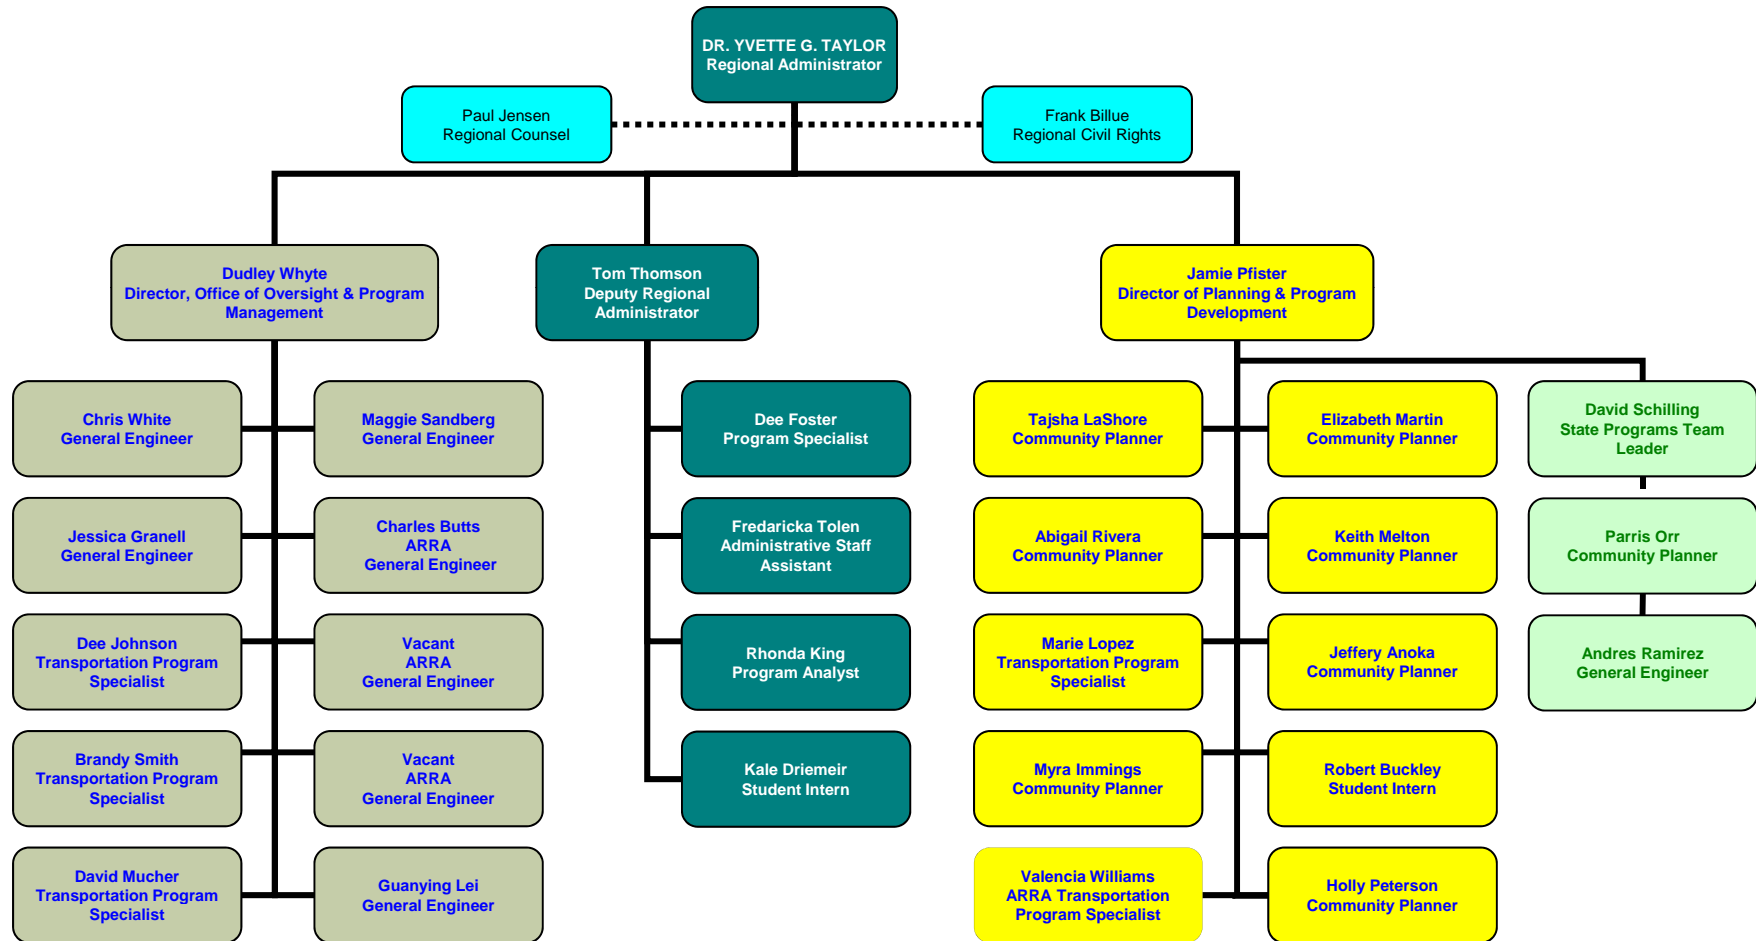 DR. YVETTE G. TAYLOR
Regional Administrator
Paul Jensen
Regional Counsel
Frank Billue
Regional Civil Rights
Dudley Whyte
Director, Office of Oversight & Program
Management
Tom Thomson
Deputy Regional
Administrator
Jamie Pfister
Director of Planning & Program
Development
Chris White
General Engineer
Maggie Sandberg
General Engineer
Jessica Granell
General Engineer
Charles Butts
ARRA
General Engineer
Dee Johnson
Transportation Program
Specialist
Vacant
ARRA
General Engineer
Brandy Smith
Transportation Program
Specialist
Vacant
ARRA
General Engineer
David Mucher
Transportation Program
Specialist
Guanying Lei
General Engineer
Dee Foster
Program Specialist
Fredaricka Tolen
Administrative Staff
Assistant
Rhonda King
Program Analyst
Kale Driemeir
Student Intern
Tajsha LaShore
Community Planner
Elizabeth Martin
Community Planner
Abigail Rivera
Community Planner
Keith Melton
Community Planner
Marie Lopez
Transportation Program
Specialist
Jeffery Anoka
Community Planner
Myra Immings
Community Planner
Robert Buckley
Student Intern
Valencia Williams
ARRA Transportation
Program Specialist
Holly Peterson
Community Planner
David Schilling
State Programs Team
Leader
Parris Orr
Community Planner
Andres Ramirez
General Engineer